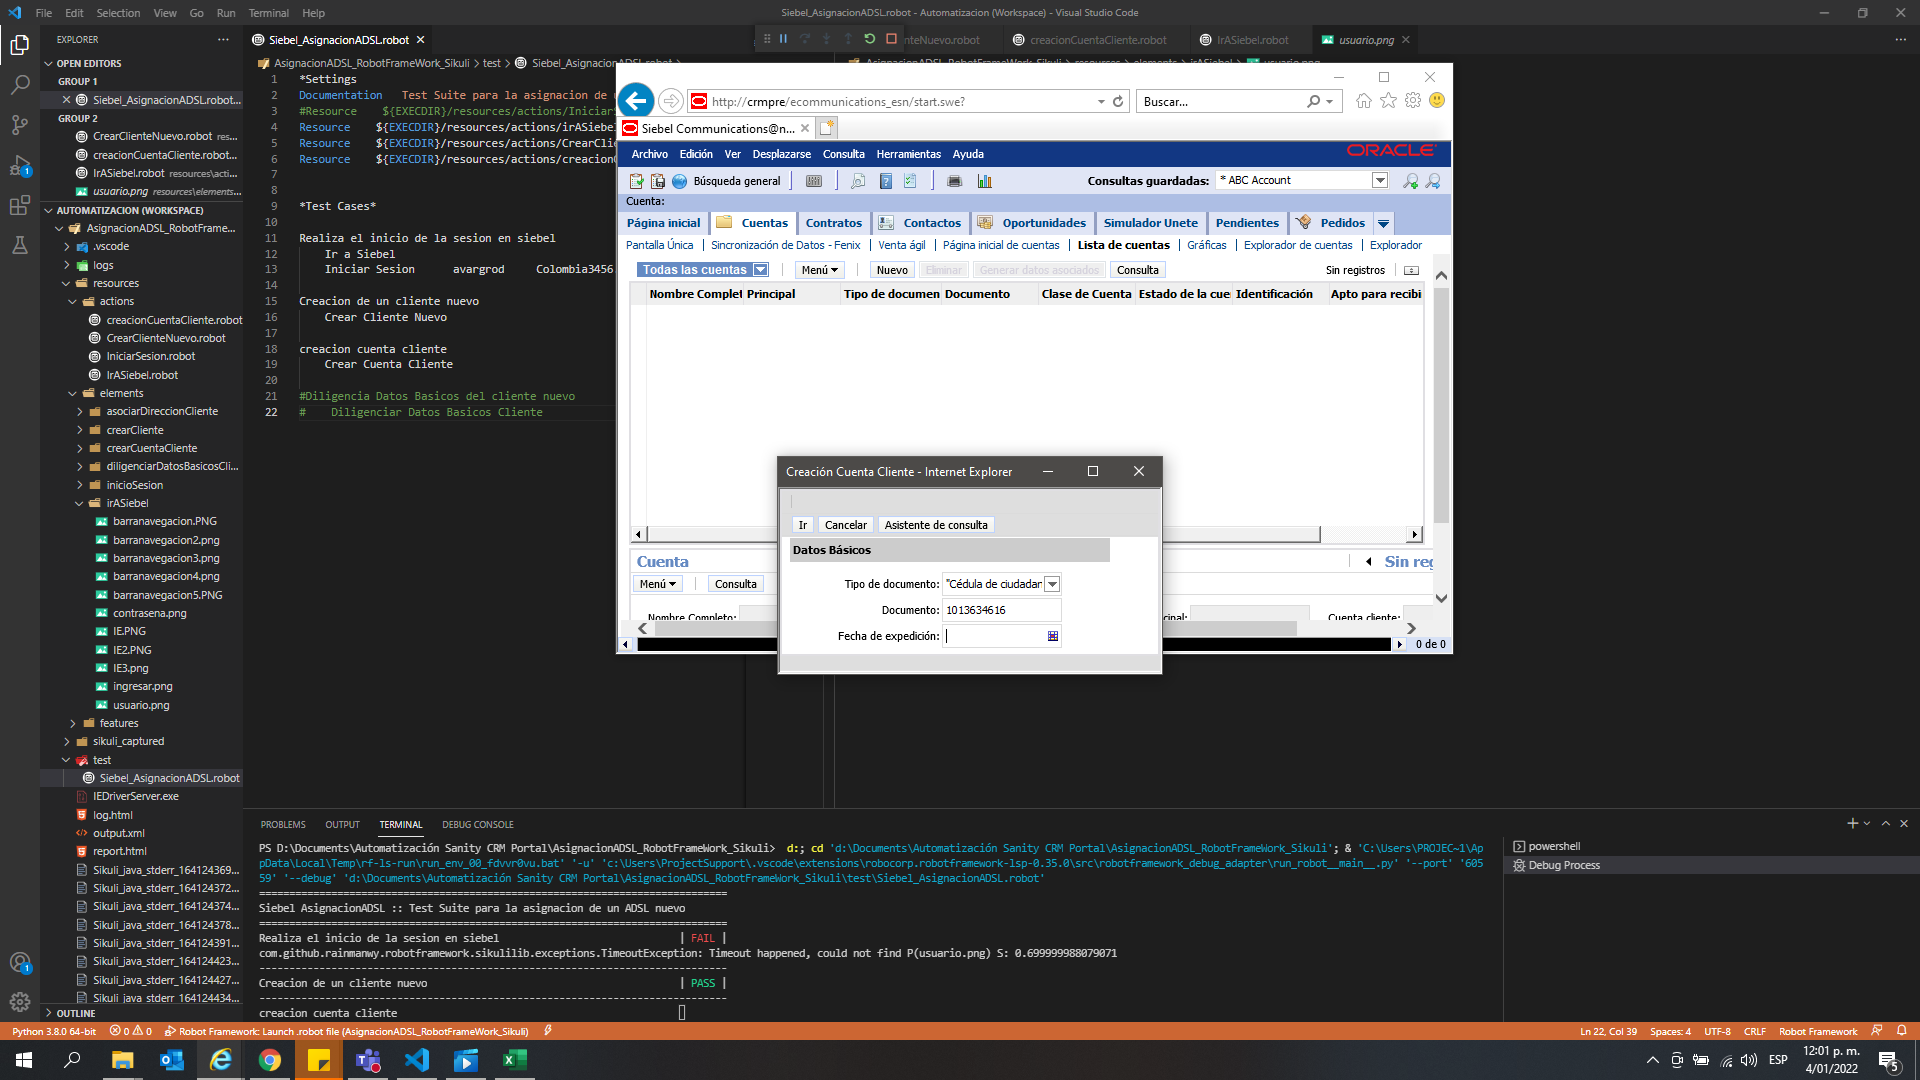 File Edit Selection View Go Run Terminal Help
Siebel_AsignacionADSL.robot - Automatizacion (Workspace) - Visual Studio Code
EXPLORER
OPEN EDITORS
GROUP 1
Siebel_AsignacionADSL.robot...
GROUP 2
CrearClienteNuevo.robot res...
creacionCuentaCliente.robot...
IrASiebel.robot resources\acti...
usuario.png resources\elements...
AUTOMATIZACION (WORKSPACE)
AsignacionADSL_RobotFrame...
.vscode
logs
resources
actions
creacionCuentaCliente.robot
CrearClienteNuevo.robot
IniciarSesion.robot
IrASiebel.robot
elements
asociarDireccionCliente
crearCliente
crearCuentaCliente
diligenciarDatosBasicosCli...
inicioSesion
irASiebel
barranavegacion.PNG
barranavegacion2.png
barranavegacion3.png
barranavegacion4.png
barranavegacion5.PNG
contrasena.png
IE.PNG
IE2.PNG
IE3.png
ingresar.png
usuario.png
features
sikuli_captured
test
Siebel_AsignacionADSL.robot
IEDriverServer.exe
log.html
output.xml
report.html
Sikuli_java_stderr_164124369...
Sikuli_java_stderr_164124372...
Sikuli_java_stderr_164124374...
Sikuli_java_stderr_164124378...
Sikuli_java_stderr_164124391...
Sikuli_java_stderr_164124423...
Sikuli_java_stderr_164124427...
Sikuli_java_stderr_164124434...
OUTLINE
Siebel_AsignacionADSL.robot
enteNuevo.robot creacionCuentaCliente.robot IrASiebel.robot usuario.png
AsignacionADSL_RobotFrameWork_Sikuli > test > Siebel_AsignacionADSL.robot
1 *Settings
2 Documentation Test Suite para la asignacion de u
3 #Resource ${EXECDIR}/resources/actions/Iniciar
4 Resource ${EXECDIR}/resources/actions/irASiebel
5 Resource ${EXECDIR}/resources/actions/CrearCli
6 Resource ${EXECDIR}/resources/actions/creacion
7
8
9 *Test Cases*
10
11 Realiza el inicio de la sesion en siebel
12 Ir a Siebel
13 Iniciar Sesion avargrod Colombia3456
14
15 Creacion de un cliente nuevo
16 Crear Cliente Nuevo
17
18 creacion cuenta cliente
19 Crear Cuenta Cliente
20
21 #Diligencia Datos Basicos del cliente nuevo
22 # Diligenciar Datos Basicos Cliente
http://crmpre/ecommunications_esn/start.swe?
Buscar...
Siebel Communications@n...
Archivo Edición Ver Desplazarse Consulta Herramientas Ayuda
ORACLE
Búsqueda general
Consultas guardadas: * ABC Account
Cuenta:
Página inicial Cuentas Contratos Contactos Oportunidades Simulador Unete Pendientes Pedidos
Pantalla Única Sincronización de Datos - Fenix Venta ágil Página inicial de cuentas Lista de cuentas Gráficas Explorador de cuentas Explorador
Todas las cuentas Menú Nuevo Eliminar Generar datos asociados Consulta Sin registros
Nombre Complet Principal Tipo de documen Documento Clase de Cuenta Estado de la cue Identificación Apto para recibi
Cuenta
Sin reg
Menú Consulta
Nombre Completo:
cipal:
Cuenta cliente:
0 de 0
Creación Cuenta Cliente - Internet Explorer
Ir Cancelar Asistente de consulta
Datos Básicos
Tipo de documento: "Cédula de ciudadan
Documento: 1013634616
Fecha de expedición:
PROBLEMS OUTPUT TERMINAL DEBUG CONSOLE
PS D:\Documents\Automatización Sanity CRM Portal\AsignacionADSL_RobotFrameWork_Sikuli> d:; cd 'd:\Documents\Automatización Sanity CRM Portal\AsignacionADSL_RobotFrameWork_Sikuli'; & 'C:\Users\PROJEC~1\Ap
pData\Local\Temp\rf-ls-run\run_env_00_fdvvr0vu.bat' '-u' 'c:\Users\ProjectSupport\.vscode\extensions\robocorp.robotframework-lsp-0.35.0\src\robotframework_debug_adapter\run_robot__main__.py' '--port' '605
59' '--debug' 'd:\Documents\Automatización Sanity CRM Portal\AsignacionADSL_RobotFrameWork_Sikuli\test\Siebel_AsignacionADSL.robot'
==============================================================================
Siebel AsignacionADSL :: Test Suite para la asignacion de un ADSL nuevo
==============================================================================
Realiza el inicio de la sesion en siebel | FAIL |
com.github.rainmanwy.robotframework.sikulilib.exceptions.TimeoutException: Timeout happened, could not find P(usuario.png) S: 0.699999988079071
------------------------------------------------------------------------------
Creacion de un cliente nuevo | PASS |
------------------------------------------------------------------------------
creacion cuenta cliente
powershell
Debug Process
Python 3.8.0 64-bit 0 0 Robot Framework: Launch .robot file (AsignacionADSL_RobotFrameWork_Sikuli)
Ln 22, Col 39 Spaces: 4 UTF-8 CRLF Robot Framework
ESP
12:01 p. m.
4/01/2022
5